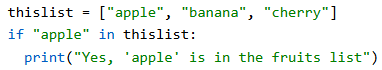 thislist = ["apple", "banana", "cherry"]
if "apple" in thislist:
  print("Yes, 'apple' is in the fruits list")